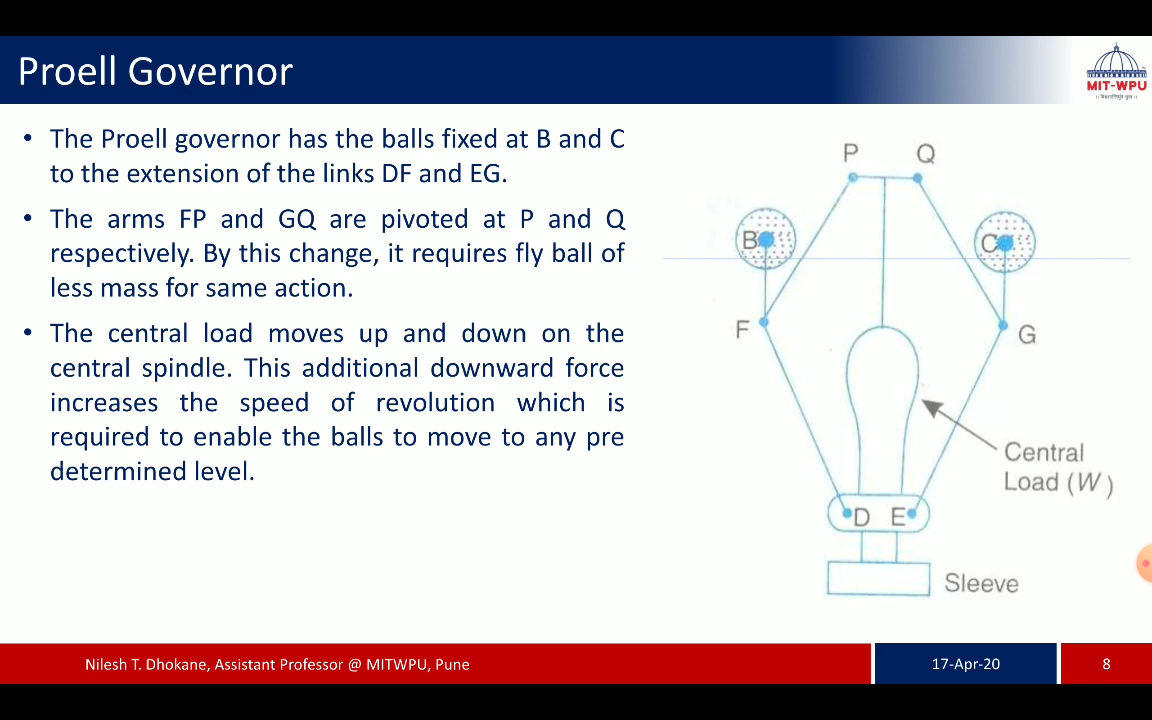 Proell Governor
MIT-WPU
• The Proell governor has the balls fixed at B and C
to the extension of the links DF and EG.
• The arms FP and GQ are pivoted at P and Q
respectively. By this change, it requires fly ball of
less mass for same action.
• The central load moves up and down on the
central spindle. This additional downward force
increases the speed of revolution which is
required to enable the balls to move to any pre
determined level.
P Q
B C
F G
Central
Load (W)
D E
Sleeve
Nilesh T. Dhokane, Assistant Professor @ MITWPU, Pune
17-Apr-20
8